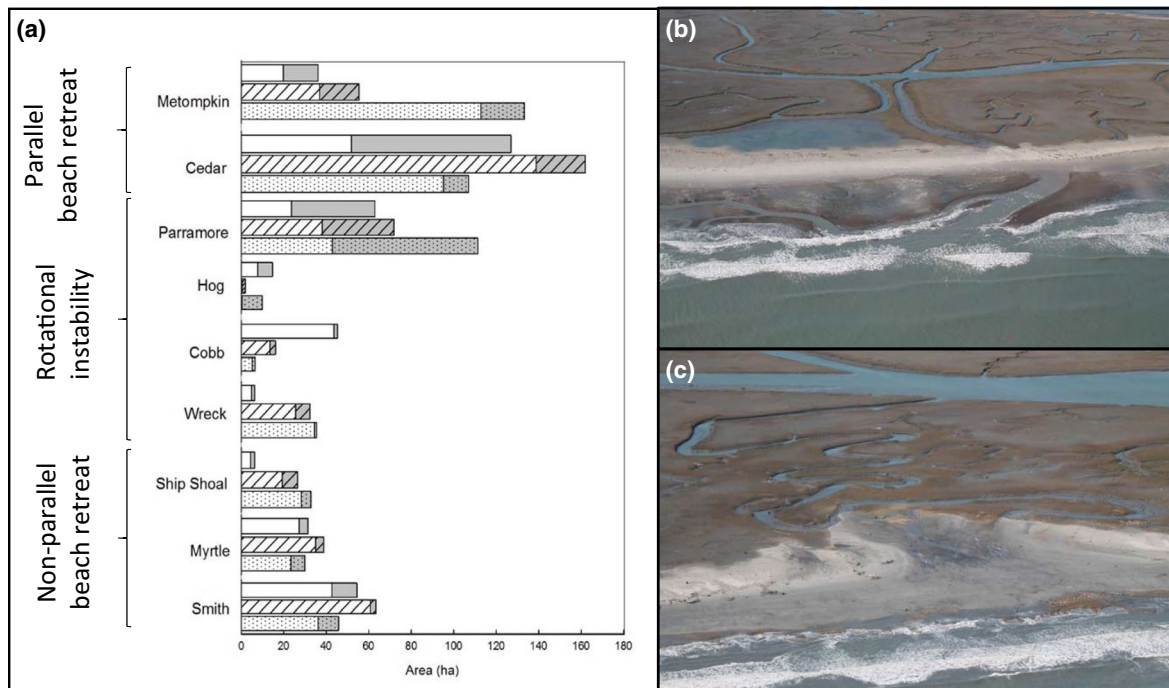 (a)
Parallel
beach retreat
Rotational
instability
Non-parallel
beach retreat
Metompkin
Cedar
Parramore
Hog
Cobb
Wreck
Ship Shoal
Myrtle
Smith
0 20 40 60 80 100 120 140 160 180
Area (ha)
(b)
(c)